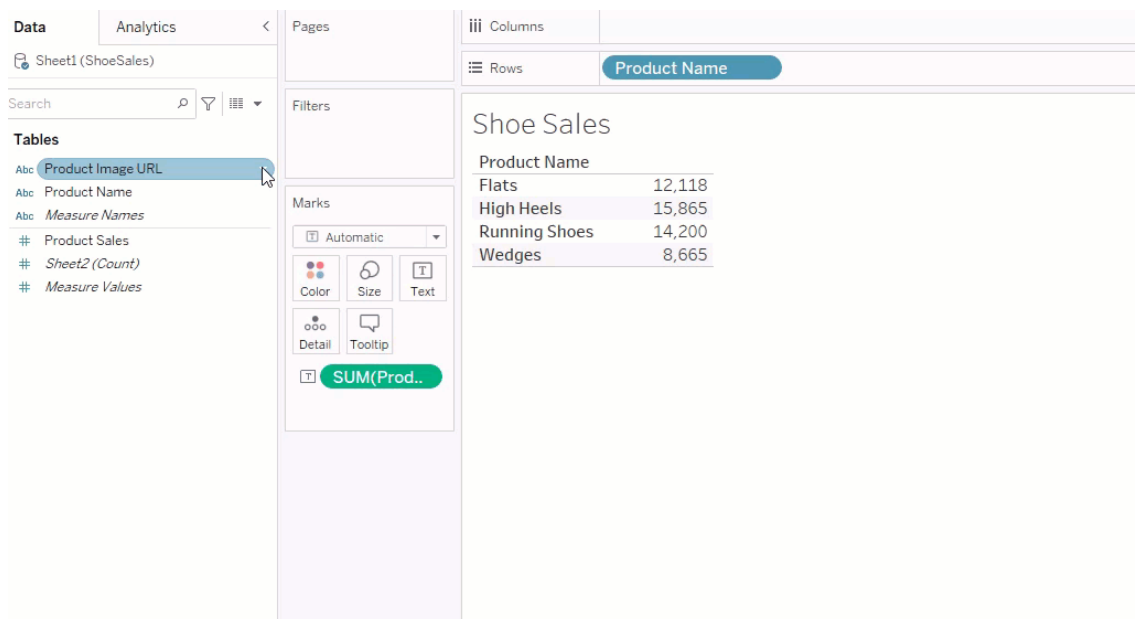 Data
Analytics
Sheet1 (ShoeSales)
Search
Tables
Abc Product Image URL
Abc Product Name
Abc Measure Names
# Product Sales
# Sheet2 (Count)
# Measure Values
Pages
Filters
Marks
T Automatic
Color Size T Text
Detail Tooltip
T SUM(Prod..
iii Columns
Rows Product Name
Shoe Sales
Product Name
Flats 12,118
High Heels 15,865
Running Shoes 14,200
Wedges 8,665